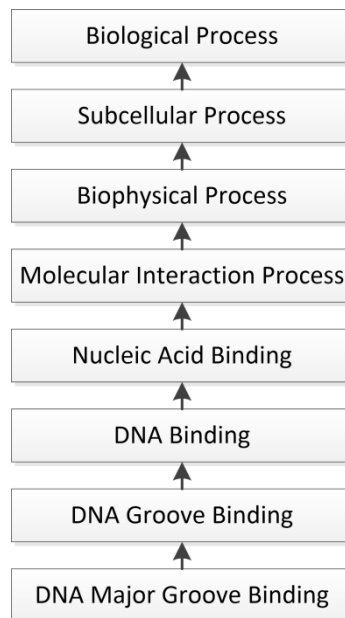 Biological Process
Subcellular Process
Biophysical Process
Molecular Interaction Process
Nucleic Acid Binding
DNA Binding
DNA Groove Binding
DNA Major Groove Binding